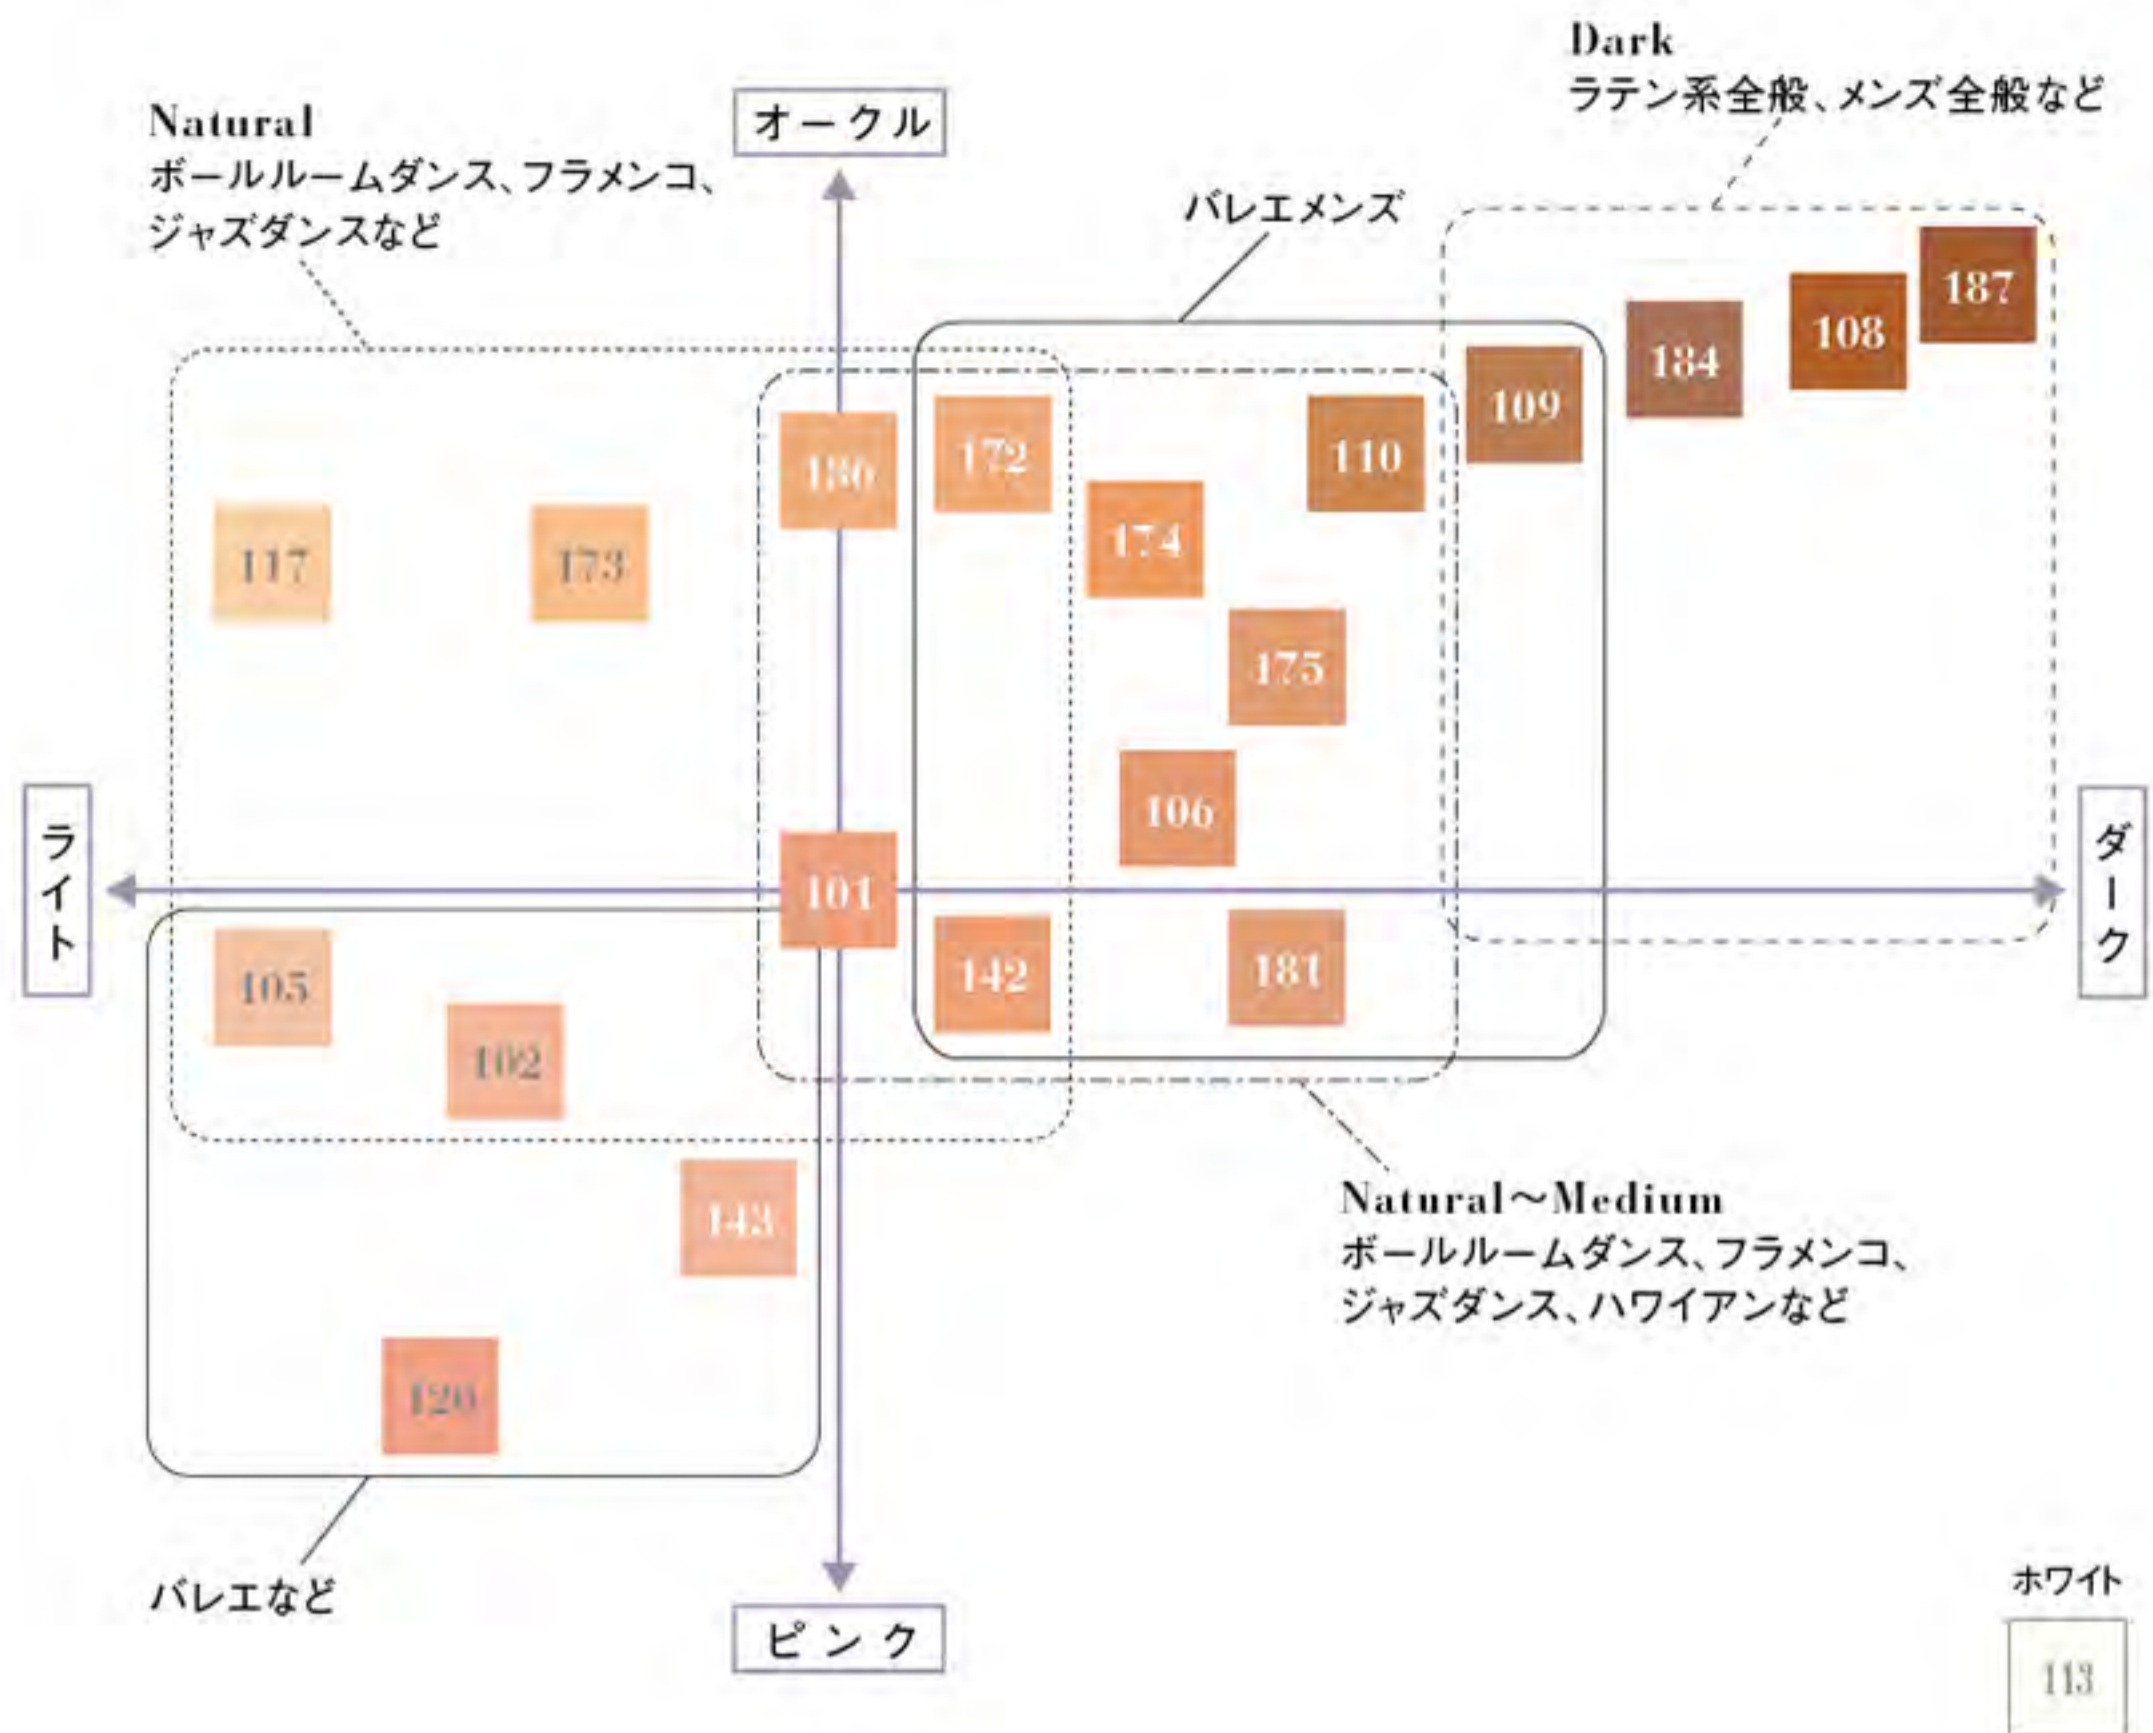 Dark
ラテン系全般、メンズ全般など
Natural
ボールルームダンス、フラメンコ、
ジャズダンスなど
オークル
バレエメンズ
187
108
184
109
110
172
174
117
173
175
106
ライト
ダーク
101
105
142
181
102
143
Natural〜Medium
ボールルームダンス、フラメンコ、
ジャズダンス、ハワイアンなど
120
バレエなど
ピンク
ホワイト
113